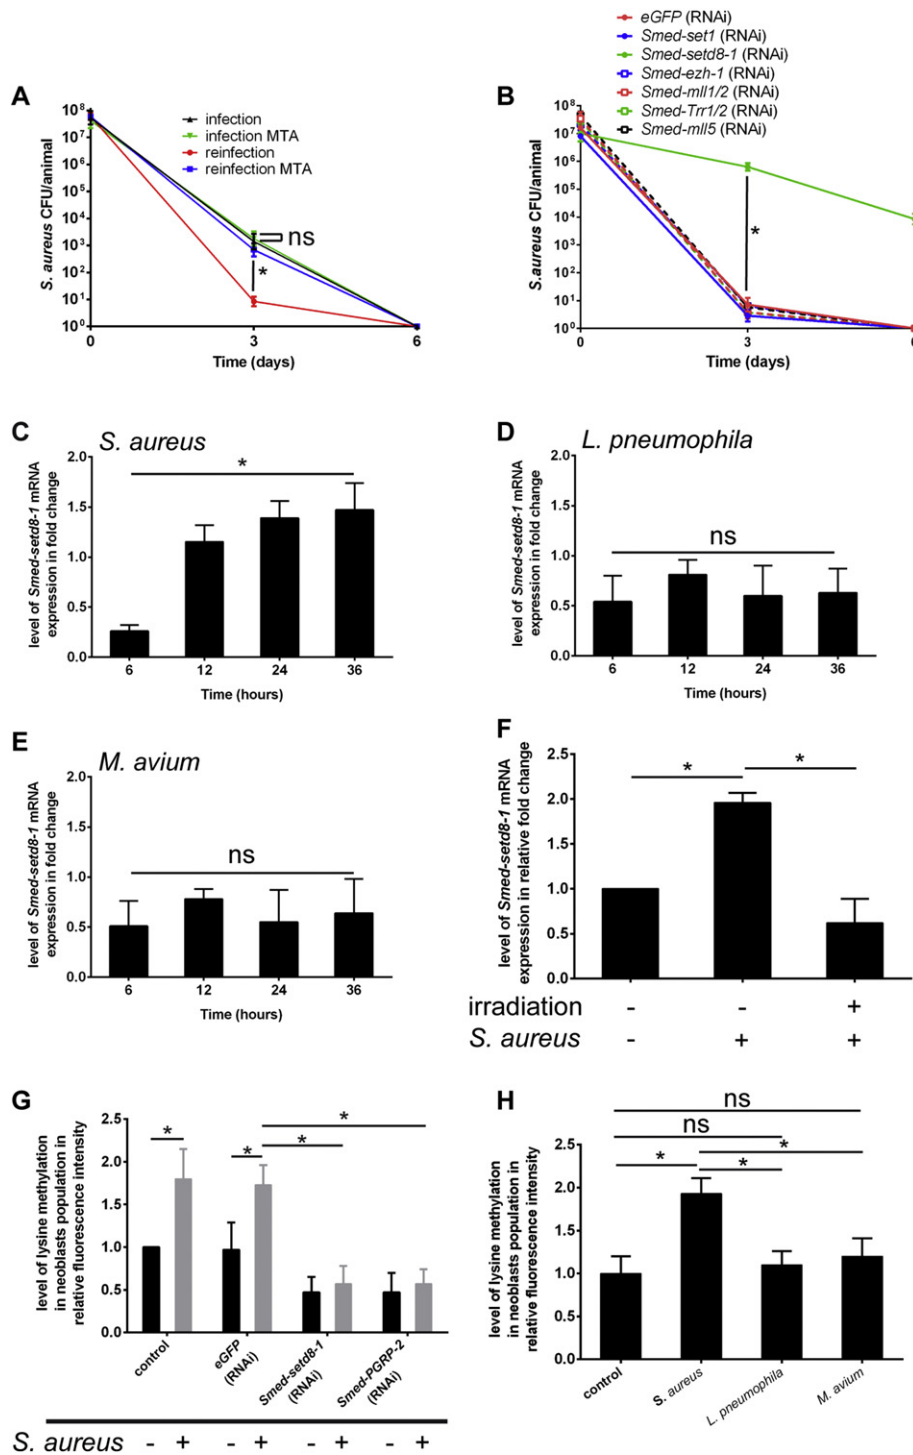 A
S. aureus CFU/animal
10⁸
10⁷
10⁶
10⁵
10⁴
10³
10²
10¹
10⁰
infection
infection MTA
reinfection
reinfection MTA
ns
*
0 3 6
Time (days)
eGFP (RNAi)
Smed-set1 (RNAi)
Smed-setd8-1 (RNAi)
Smed-ezh-1 (RNAi)
Smed-mll1/2 (RNAi)
Smed-Trr1/2 (RNAi)
Smed-mll5 (RNAi)
B
S.aureus CFU/animal
10⁸
10⁷
10⁶
10⁵
10⁴
10³
10²
10¹
10⁰
*
0 3 6
Time (days)
C
S. aureus
level of Smed-setd8-1 mRNA
expression in fold change
2.0
1.5
1.0
0.5
0.0
*
6 12 24 36
Time (hours)
D
L. pneumophila
level of Smed-setd8-1 mRNA
expression in fold change
2.0
1.5
1.0
0.5
0.0
ns
6 12 24 36
Time (hours)
E
M. avium
level of Smed-setd8-1 mRNA
expression in fold change
2.0
1.5
1.0
0.5
0.0
ns
6 12 24 36
Time (hours)
F
level of Smed-setd8-1 mRNA
expression in relative fold change
2.5
2.0
1.5
1.0
0.5
0.0
* *
irradiation - - +
S. aureus - + +
G
level of lysine methylation
in neoblasts population in
relative fluorescence intensity
2.5
2.0
1.5
1.0
0.5
0.0
*
* * *
control
eGFP
(RNAi)
Smed-setd8-1
(RNAi)
Smed-PGRP-2
(RNAi)
S. aureus - + - + - + - +
H
level of lysine methylation
in neoblasts population in
relative fluorescence intensity
2.5
2.0
1.5
1.0
0.5
0.0
ns
ns
*
* *
control
S. aureus
L. pneumophila
M. avium